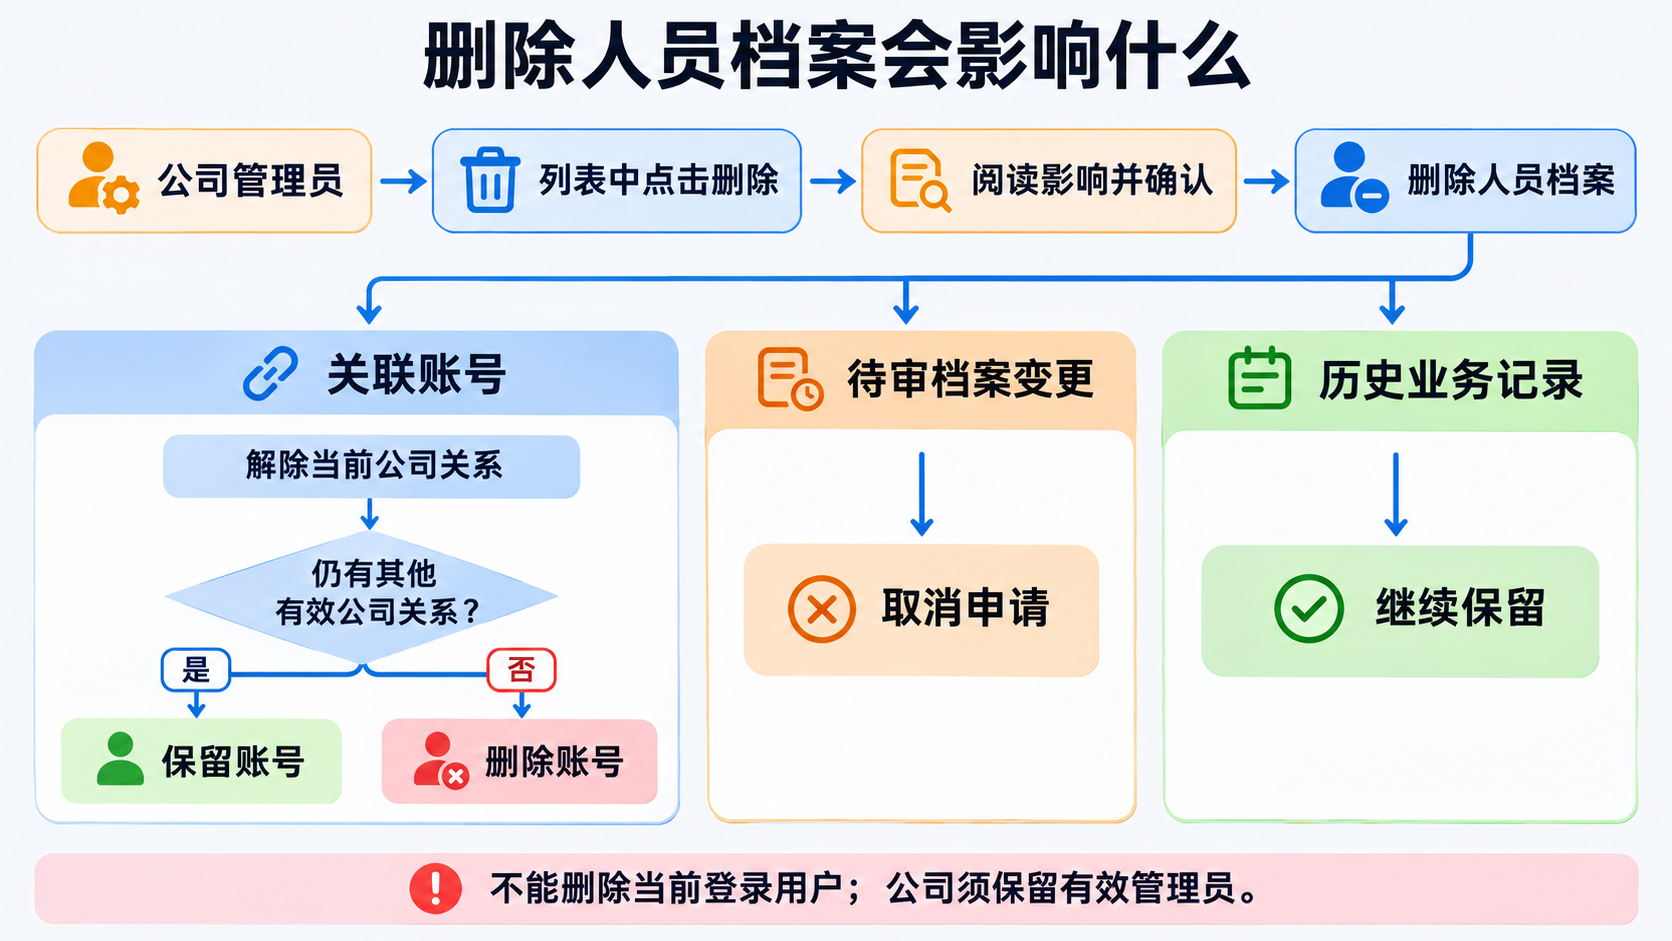 删除人员档案会影响什么
公司管理员
列表中点击删除
阅读影响并确认
删除人员档案
关联账号
解除当前公司关系
仍有其他
有效公司关系？
是
否
保留账号
删除账号
待审档案变更
取消申请
历史业务记录
继续保留
不能删除当前登录用户；公司须保留有效管理员。